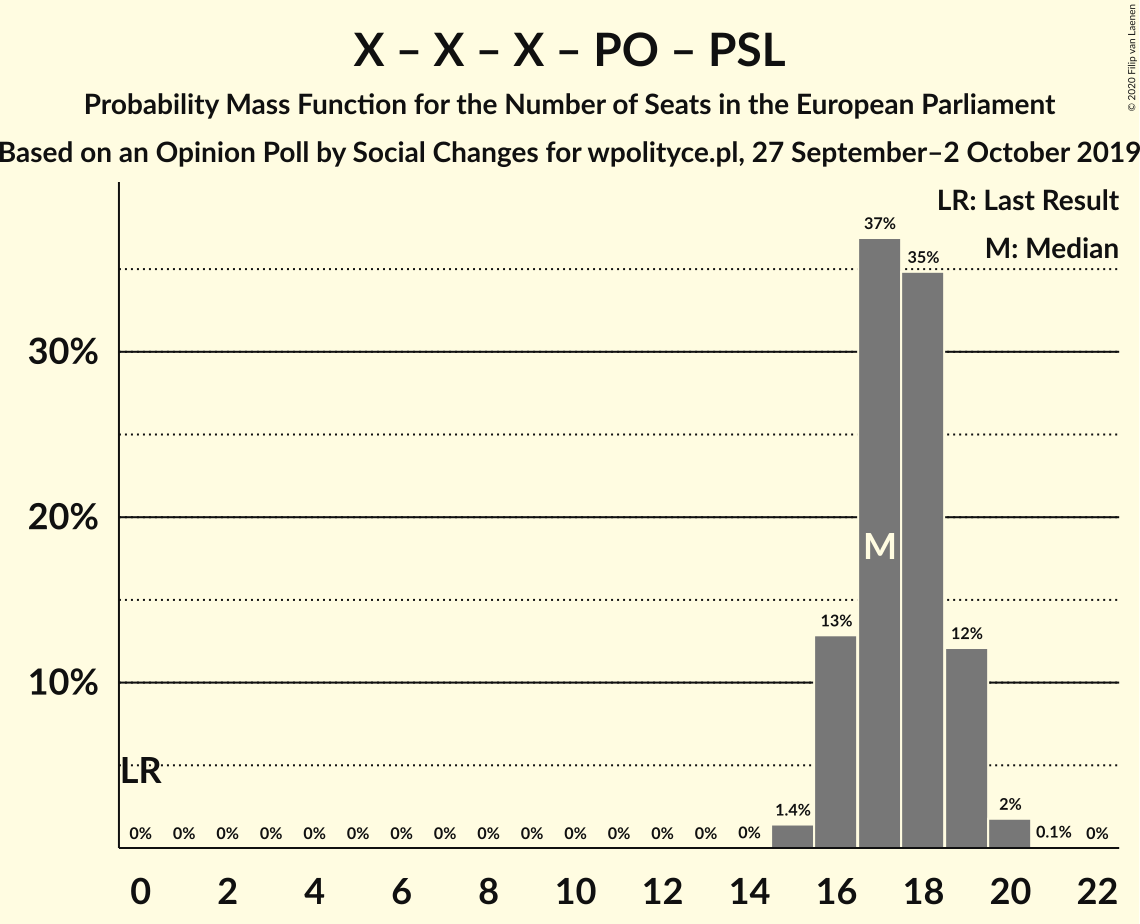 X – X – X – PO – PSL
Probability Mass Function for the Number of Seats in the European Parliament
Based on an Opinion Poll by Social Changes for wpolityce.pl, 27 September–2 October 2019
© 2020 Filip van Laenen
LR: Last Result
M: Median
37%
35%
30%
20%
M
13%
12%
10%
LR
0% 0% 0% 0% 0% 0% 0% 0% 0% 0% 0% 0% 0% 0% 0% 1.4% 2% 0.1% 0%
0 2 4 6 8 10 12 14 16 18 20 22